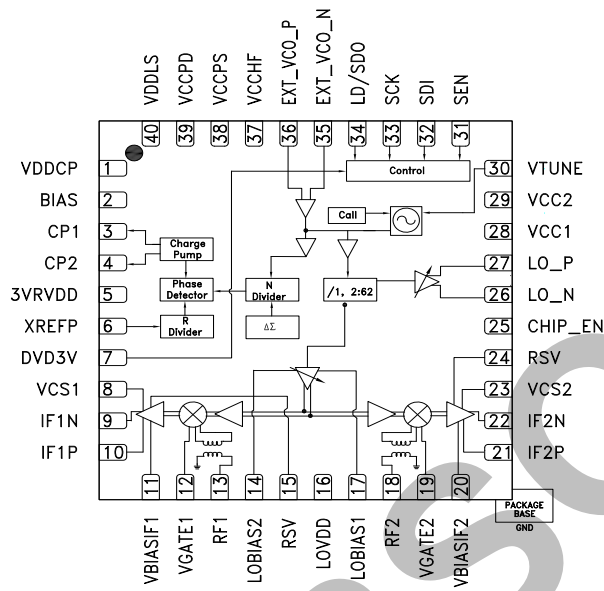 VDDLS
VCCPD
VCCPS
VCCHF
EXT_VCO_P
EXT_VCO_N
LD/SDO
SCK
SDI
SEN
40
39
38
37
36
35
34
33
32
31
VDDCP 1
BIAS 2
CP1 3
CP2 4
3VRVDD 5
XREFP 6
DVD3V 7
VCS1 8
IF1N 9
IF1P 10
Control
Call
Charge
Pump
Phase
Detector
R
Divider
N
Divider
ΔΣ
/1, 2:62
30 VTUNE
29 VCC2
28 VCC1
27 LO_P
26 LO_N
25 CHIP_EN
24 RSV
23 VCS2
22 IF2N
21 IF2P
11
12
13
14
15
16
17
18
19
20
VBIASIF1
VGATE1
RF1
LOBIAS2
RSV
LOVDD
LOBIAS1
RF2
VGATE2
VBIASIF2
PACKAGE
BASE
GND